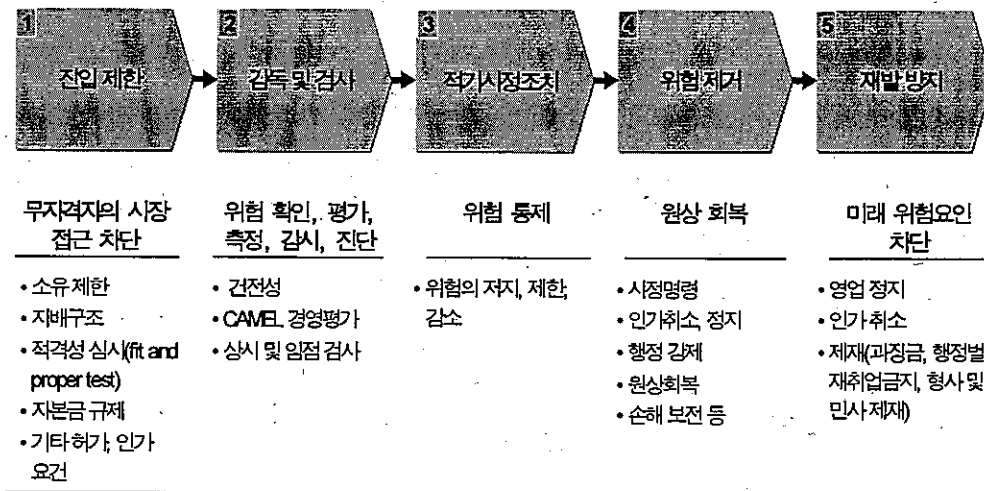 1
진입 제한
2
감독 및 검사
3
적기시정조치
4
위험 제거
5
재발 방지
무자격자의 시장
접근 차단
• 소유 제한
• 지배구조
• 적격성 심사(fit and
proper test)
• 자본금 규제
• 기타 허가, 인가
요건
위험 확인, 평가,
측정, 감시, 진단
• 건전성
• CAMEL 경영평가
• 상시 및 임점 검사
위험 통제
• 위험의 저지, 제한,
감소
원상 회복
• 시정명령
• 인가취소, 정지
• 행정 강제
• 원상회복
• 손해 보전 등
미래 위험요인
차단
• 영업 정지
• 인가 취소
• 제재(과징금, 행정벌
재취업금지, 형사 및
민사 제재)